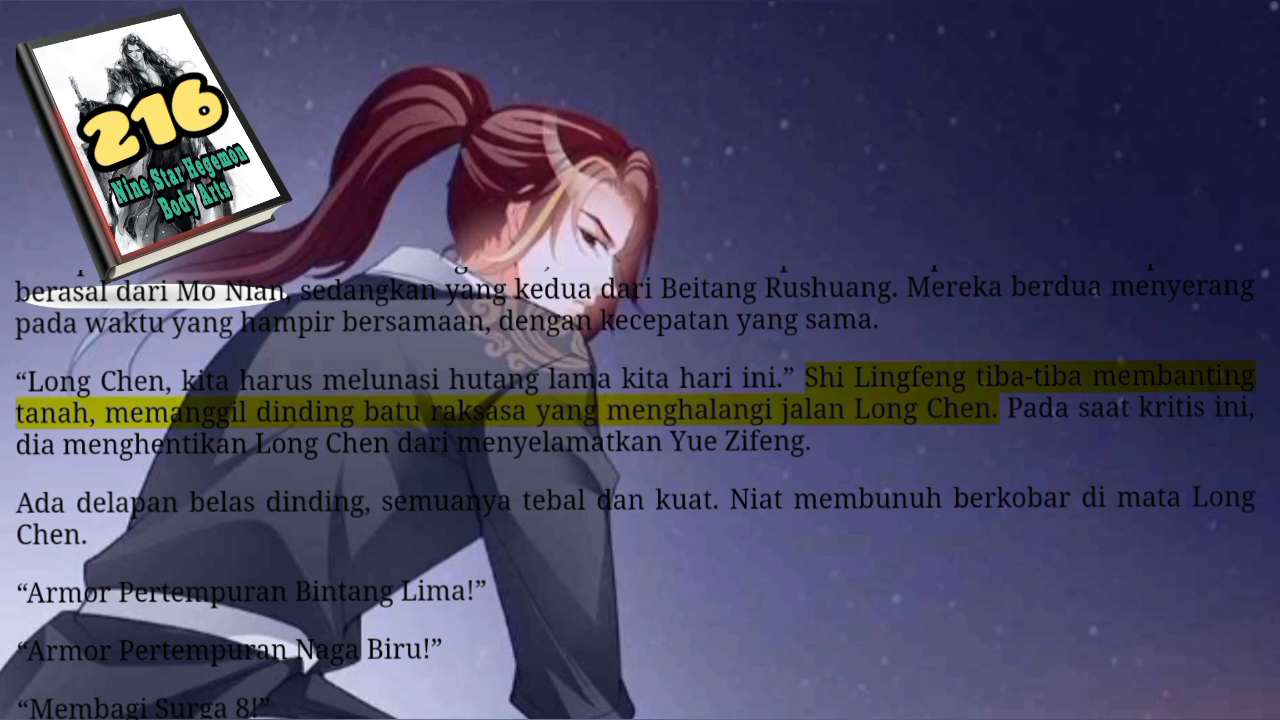 216
Nine Star Hegemon
Body Arts
berasal dari Mo Nian, sedangkan yang kedua dari Beitang Rushuang. Mereka berdua menyerang
pada waktu yang hampir bersamaan, dengan kecepatan yang sama.
“Long Chen, kita harus melunasi hutang lama kita hari ini.” Shi Lingfeng tiba-tiba membanting
tanah, memanggil dinding batu raksasa yang menghalangi jalan Long Chen. Pada saat kritis ini,
dia menghentikan Long Chen dari menyelamatkan Yue Zifeng.
Ada delapan belas dinding, semuanya tebal dan kuat. Niat membunuh berkobar di mata Long
Chen.
“Armor Pertempuran Bintang Lima!”
“Armor Pertempuran Naga Biru!”
“Membagi Surga 8!”